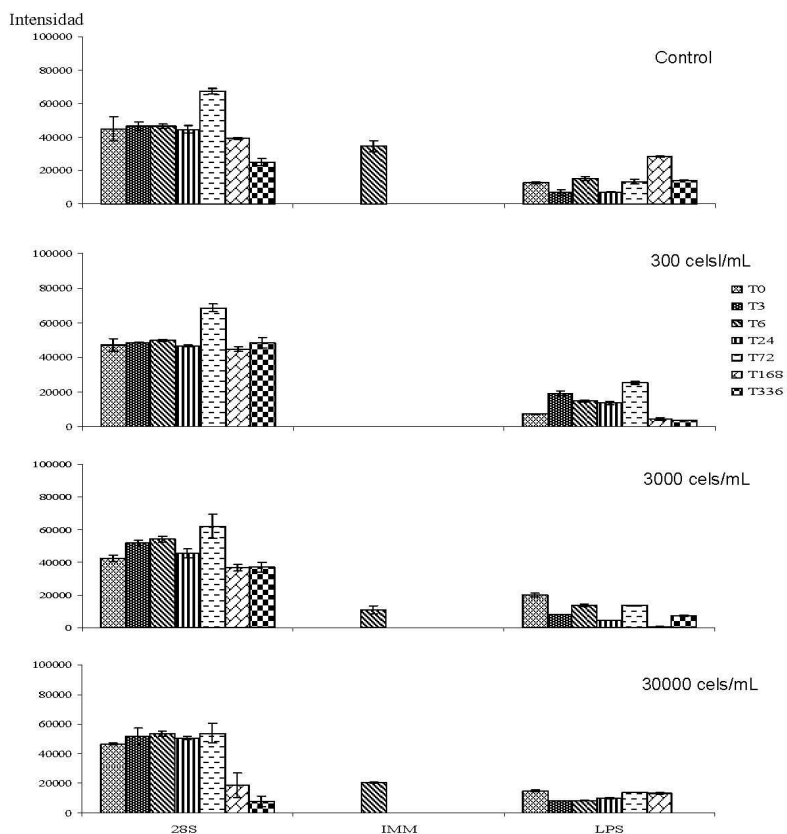 Intensidad
100000
80000
60000
40000
20000
0
Control
100000
80000
60000
40000
20000
0
300 celsl/mL
T0
T3
T6
T24
T72
T168
T336
100000
80000
60000
40000
20000
0
3000 cels/mL
100000
80000
60000
40000
20000
0
30000 cels/mL
28S
IMM
LPS